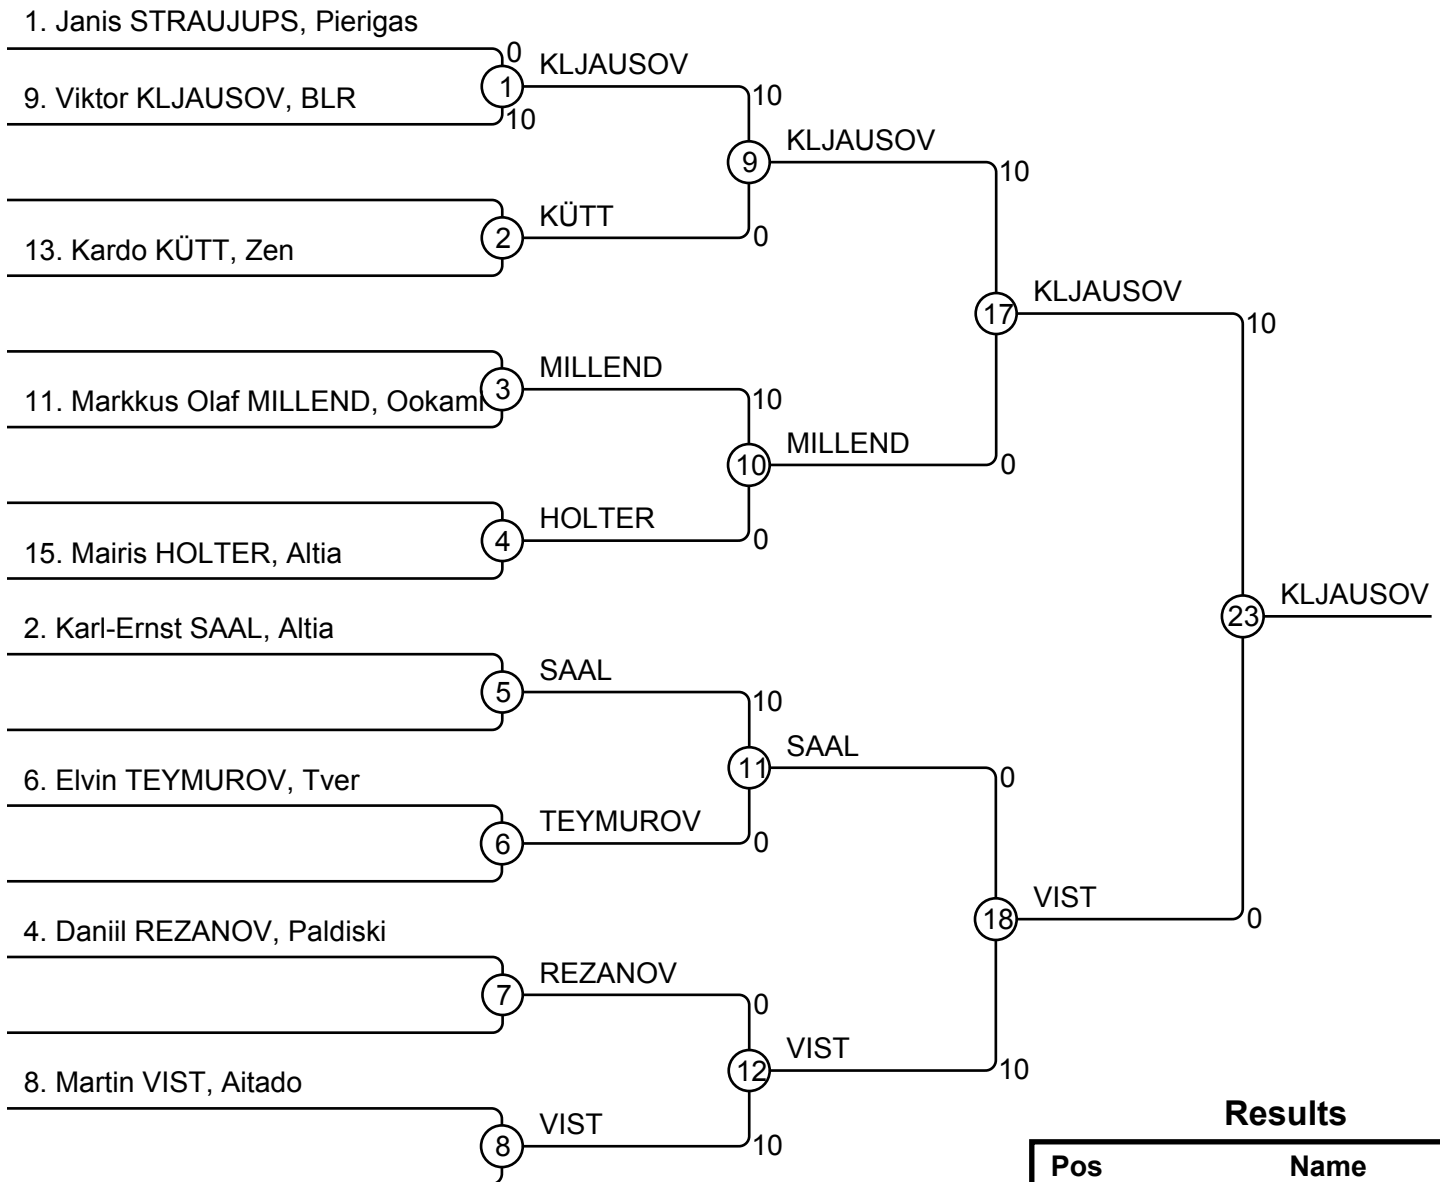 1. Janis STRAUJUPS, Pierigas
0
KLJAUSOV
1
10
9. Viktor KLJAUSOV, BLR
10
KLJAUSOV
9
10
KÜTT
2
0
13. Kardo KÜTT, Zen
KLJAUSOV
17
10
MILLEND
3
10
11. Markkus Olaf MILLEND, Ookami
MILLEND
10
0
HOLTER
4
0
15. Mairis HOLTER, Altia
KLJAUSOV
23
2. Karl-Ernst SAAL, Altia
SAAL
5
10
SAAL
11
0
6. Elvin TEYMUROV, Tver
TEYMUROV
6
0
VIST
18
0
4. Daniil REZANOV, Paldiski
REZANOV
7
0
VIST
12
10
8. Martin VIST, Aitado
VIST
8
10
Results
Pos Name